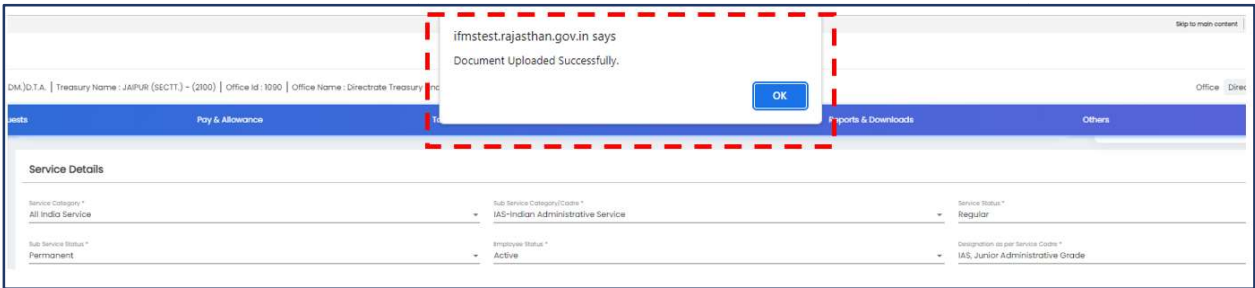 Skip to main content
ifmstest.rajasthan.gov.in says
Document Uploaded Successfully.
OK
DM.)D.T.A. | Treasury Name : JAIPUR (SECTT.) - (2100) | Office Id : 1090 | Office Name : Directrate Treasury
Office Direc
uests Pay & Allowance Reports & Downloads Others
Service Details
Service Category * Sub Service Category/Cadre * Service Status *
All India Service IAS-Indian Administrative Service Regular
Sub Service Status * Employee Status * Designation as per Service Cadre *
Permanent Active IAS, Junior Administrative Grade